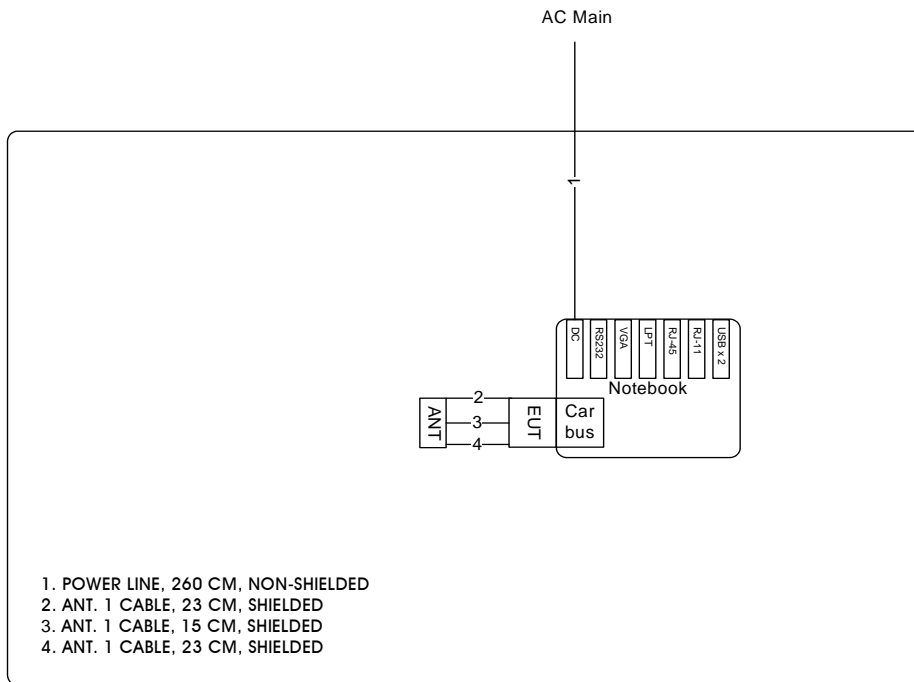 AC Main
1
DC
RS232
VGA
LPT
RJ-45
RJ-11
USB x 2
Notebook
2
3
4
ANT
EUT
Car
bus
1. POWER LINE, 260 CM, NON-SHIELDED
2. ANT. 1 CABLE, 23 CM, SHIELDED
3. ANT. 1 CABLE, 15 CM, SHIELDED
4. ANT. 1 CABLE, 23 CM, SHIELDED